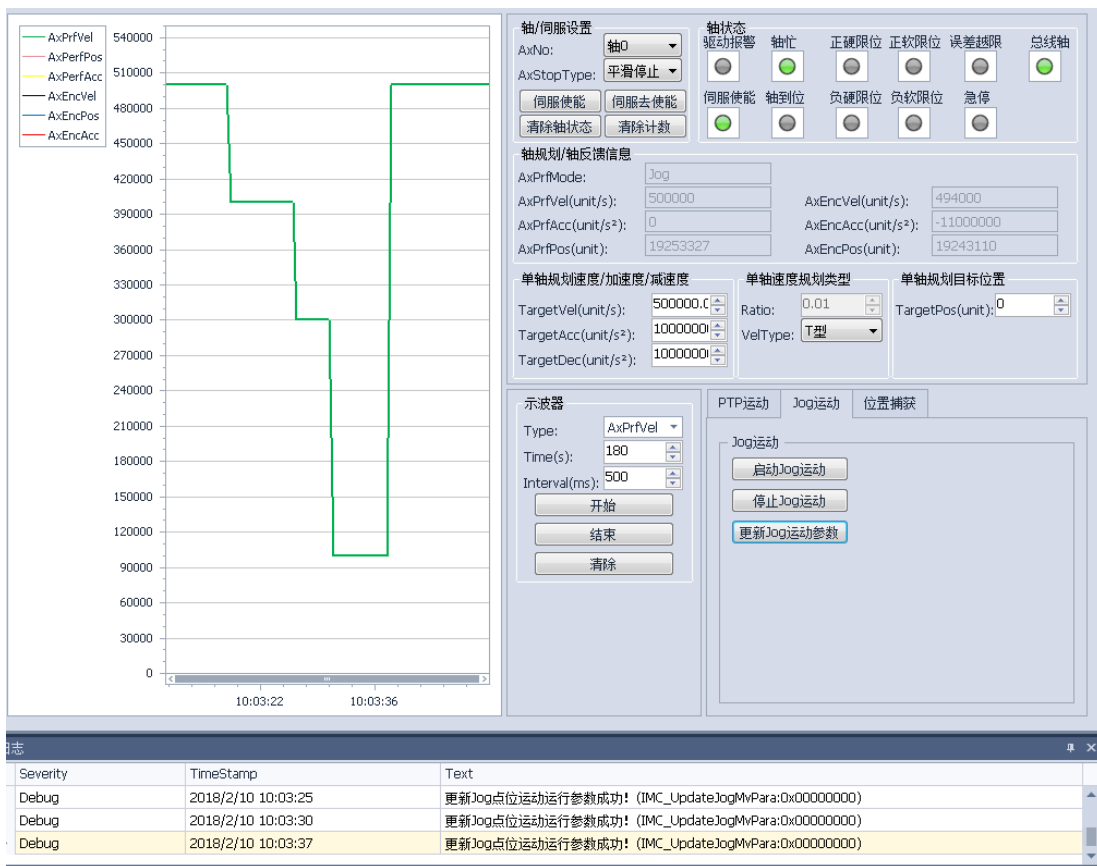 AxPrfVel
AxPerfPos
AxPerfAcc
AxEncVel
AxEncPos
AxEncAcc
540000
510000
480000
450000
420000
390000
360000
330000
300000
270000
240000
210000
180000
150000
120000
90000
60000
30000
0
10:03:22 10:03:36
轴/伺服设置
AxNo: 轴0
AxStopType: 平滑停止
伺服使能 伺服去使能
清除轴状态 清除计数
轴状态
驱动报警 轴忙 正硬限位 正软限位 误差越限 总线轴
伺服使能 轴到位 负硬限位 负软限位 急停
轴规划/轴反馈信息
AxPrfMode: Jog
AxPrfVel(unit/s): 500000 AxEncVel(unit/s): 494000
AxPrfAcc(unit/s²): 0 AxEncAcc(unit/s²): -11000000
AxPrfPos(unit): 19253327 AxEncPos(unit): 19243110
单轴规划速度/加速度/减速度
TargetVel(unit/s): 500000.
TargetAcc(unit/s²): 1000000
TargetDec(unit/s²): 1000000
单轴速度规划类型
Ratio: 0.01
VelType: T型
单轴规划目标位置
TargetPos(unit): 0
示波器
Type: AxPrfVel
Time(s): 180
Interval(ms): 500
开始
结束
清除
PTP运动 Jog运动 位置捕获
Jog运动
启动Jog运动
停止Jog运动
更新Jog运动参数
日志
Severity TimeStamp Text
Debug 2018/2/10 10:03:25 更新Jog点位运动运行参数成功! (IMC_UpdateJogMvPara:0x00000000)
Debug 2018/2/10 10:03:30 更新Jog点位运动运行参数成功! (IMC_UpdateJogMvPara:0x00000000)
Debug 2018/2/10 10:03:37 更新Jog点位运动运行参数成功! (IMC_UpdateJogMvPara:0x00000000)